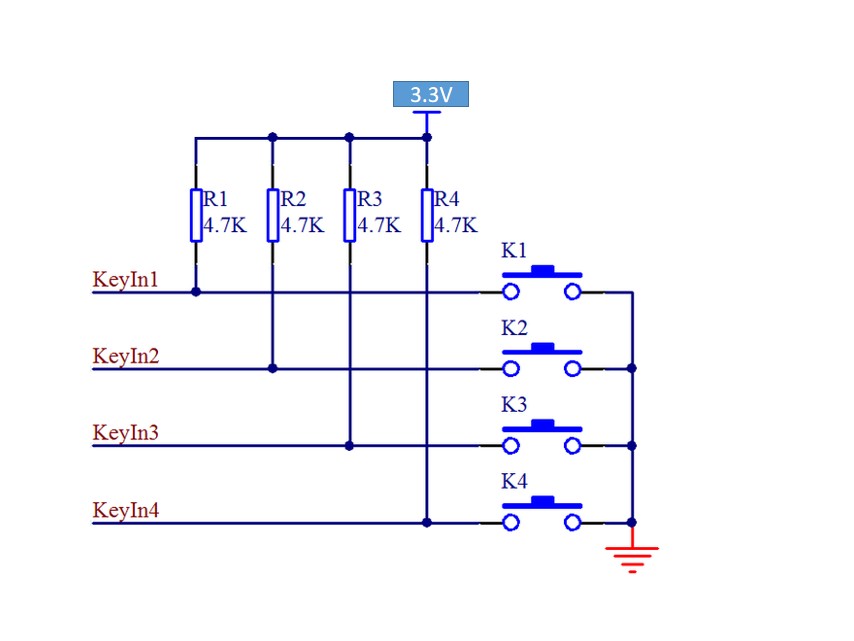 3.3V
R1
4.7K
R2
4.7K
R3
4.7K
R4
4.7K
K1
KeyIn1
K2
KeyIn2
K3
KeyIn3
K4
KeyIn4